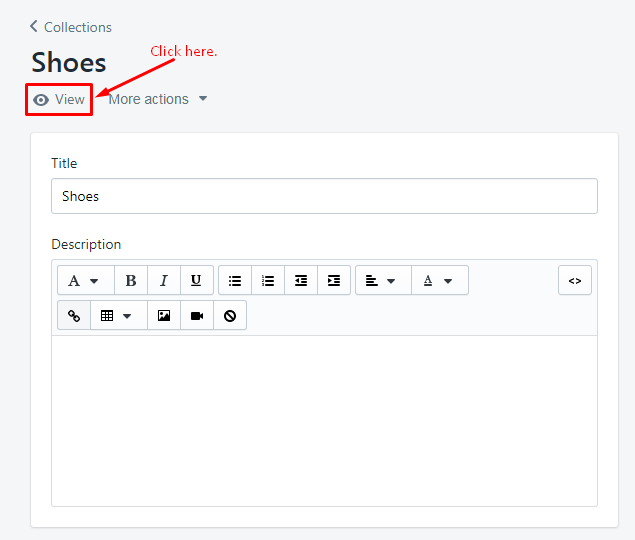 Collections
Shoes
Click here.
View More actions
Title
Shoes
Description
A B I U A <>